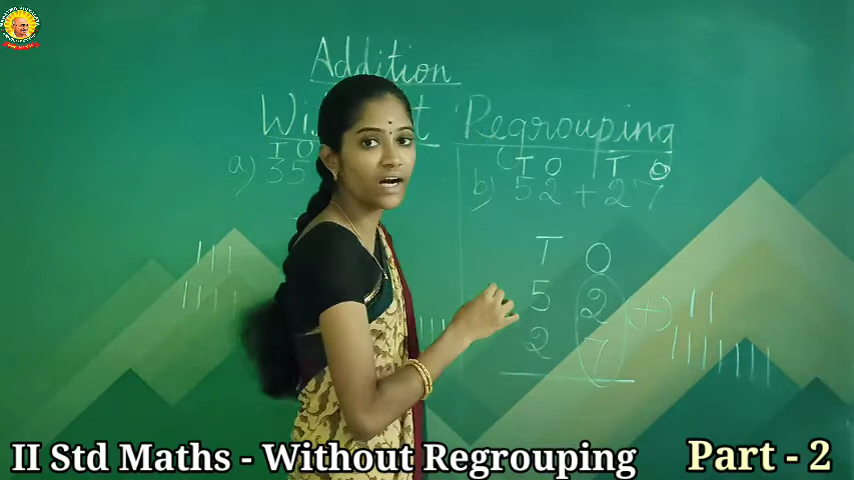 Addition
Regrouping
T O
a) 35
T O T O
b) 52 + 27
T O
5 2 (+)
2 7
II Std Maths - Without Regrouping Part - 2